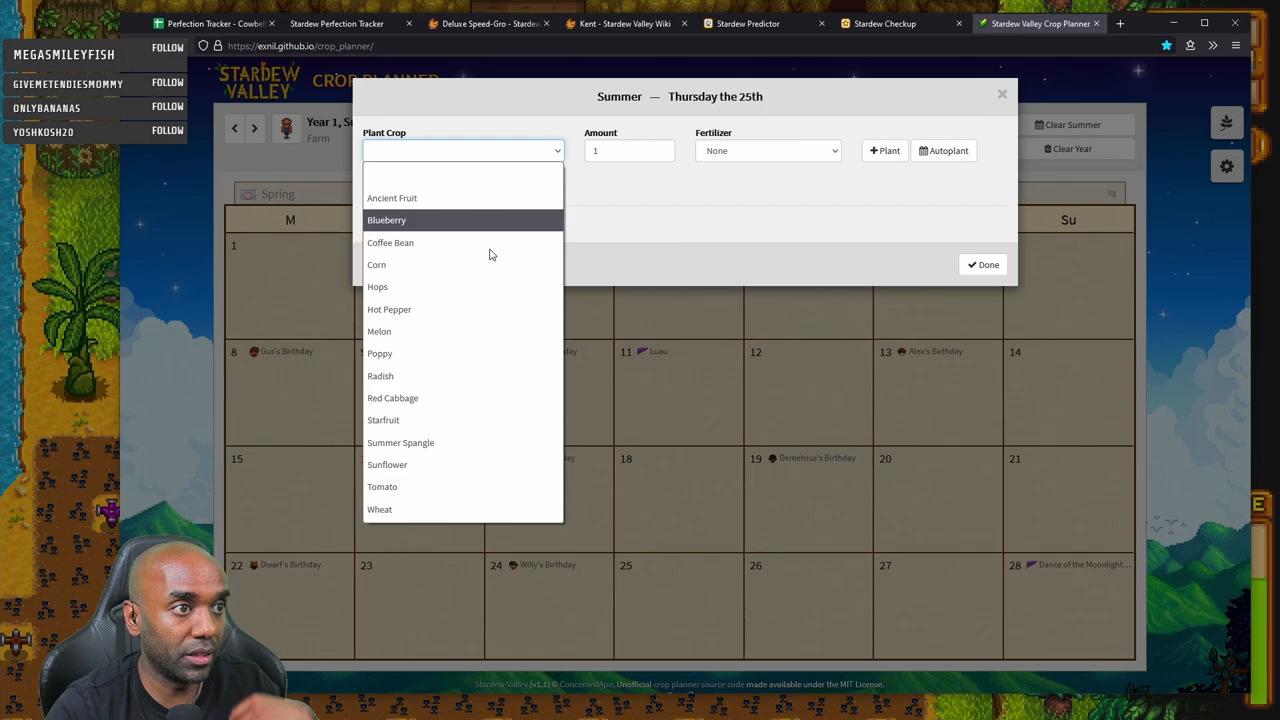 Perfection Tracker - Cowbell
Stardew Perfection Tracker
Deluxe Speed-Gro - Stardew
Kent - Stardew Valley Wiki
Stardew Predictor
Stardew Checkup
Stardew Valley Crop Planner
https://exnil.github.io/crop_planner/
MEGASMILEYFISH FOLLOW
GIVEMETENDIESMOMMY FOLLOW
ONLYBANANAS FOLLOW
YOSHKOSH20 FOLLOW
STARDEW VALLEY
CROP PLANNER
Year 1, Su
Farm
Clear Summer
Clear Year
Summer — Thursday the 25th
Plant Crop Amount Fertilizer
1 None Plant Autoplant
Done
Ancient Fruit
Blueberry
Coffee Bean
Corn
Hops
Hot Pepper
Melon
Poppy
Radish
Red Cabbage
Starfruit
Summer Spangle
Sunflower
Tomato
Wheat
Spring 0g
M Su
1
8 Gus's Birthday 11 Luau 12 13 Alex's Birthday 14
15 18 19 Demetrius's Birthday 20 21
22 Dwarf's Birthday 23 24 Willy's Birthday 25 26 27 28 Dance of the Moonlight...
Stardew Valley (v1.1) © ConcernedApe. Unofficial crop planner source code made available under the MIT License.